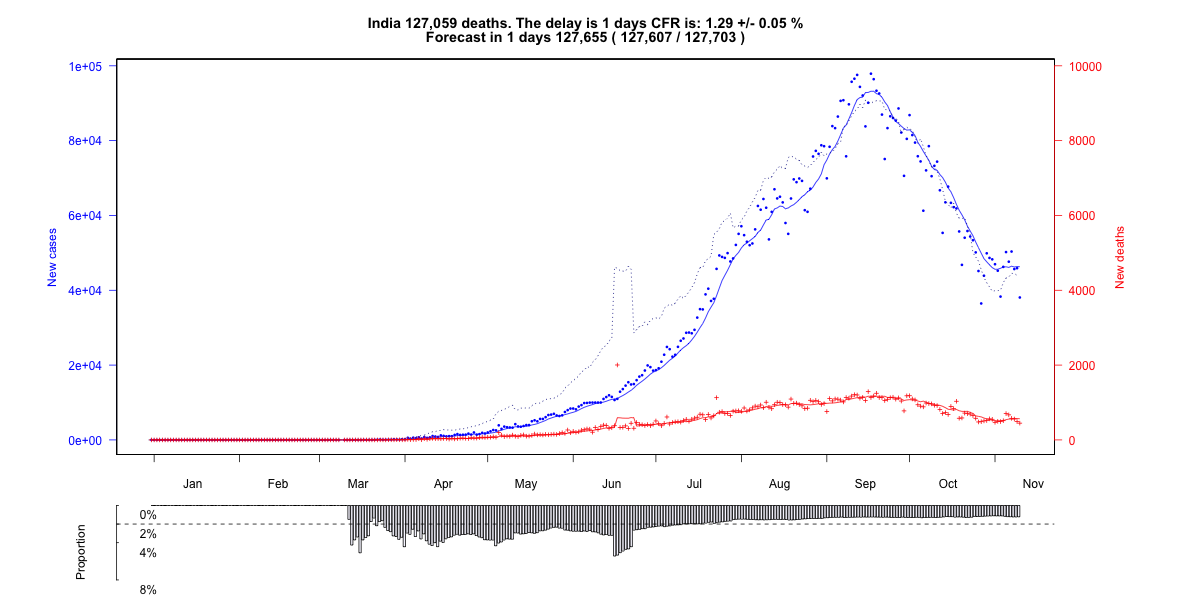 India 127,059 deaths. The delay is 1 days CFR is: 1.29 +/- 0.05 %
Forecast in 1 days 127,655 ( 127,607 / 127,703 )
1e+05
8e+04
6e+04
4e+04
2e+04
0e+00
New cases
10000
8000
6000
4000
2000
0
New deaths
Jan Feb Mar Apr May Jun Jul Aug Sep Oct Nov
0%
2%
4%
8%
Proportion